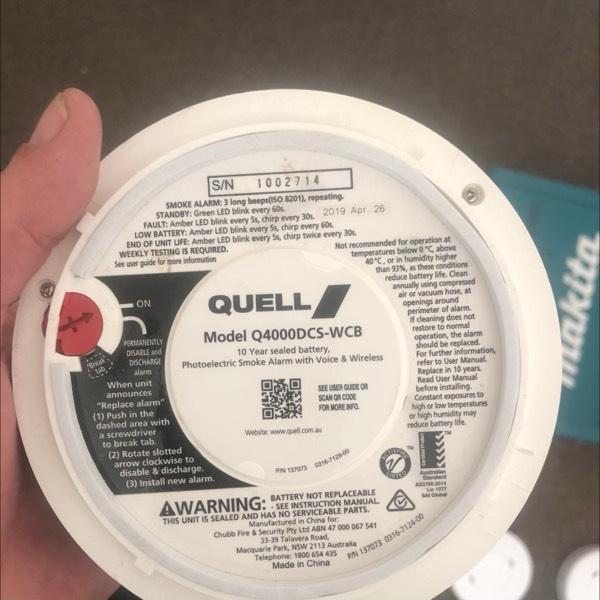 S/N 1002714
SMOKE ALARM: 3 long beeps(ISO 8201), repeating.
STANDBY: Green LED blink every 60s.
2019 Apr. 26
FAULT: Amber LED blink every 5s, chirp every 30s.
LOW BATTERY: Amber LED blink every 5s, chirp every 60s.
END OF UNIT LIFE: Amber LED blink every 5s, chirp twice every 30s.
WEEKLY TESTING IS REQUIRED.
See user guide for more information
Not recommended for operation at
temperatures below 0 °C, above
40 °C, or in humidity higher
than 93%, as these conditions
reduce battery life. Clean
annually using compressed
air or vacuum hose, at
openings around
perimeter of alarm.
If cleaning does not
restore to normal
operation, the alarm
should be replaced.
For further information,
refer to User Manual.
Replace in 10 years.
Read User Manual
before installing.
Constant exposures to
high or low temperatures
or high humidity may
reduce battery life.
ON
PERMANENTLY
DISABLE and
DISCHARGE
alarm
Break
tab
When unit
announces
"Replace alarm"
(1) Push in the
dashed area with
a screwdriver
to break tab.
(2) Rotate slotted
arrow clockwise to
disable & discharge.
(3) Install new alarm.
QUELL
Model Q4000DCS-WCB
10 Year sealed battery,
Photoelectric Smoke Alarm with Voice & Wireless
SEE USER GUIDE OR
SCAN QR CODE
FOR MORE INFO.
Website: www.quell.com.au
P/N 137073 0316-7129-00
ACTIVFIRE
TM
TM
Australian
Standard
AS3786:2014
Lic 1077
SAI Global
WARNING: BATTERY NOT REPLACEABLE
- SEE INSTRUCTION MANUAL.
THIS UNIT IS SEALED AND HAS NO SERVICEABLE PARTS.
Manufactured in China for:
Chubb Fire & Security Pty Ltd ABN 47 000 067 541
33-39 Talavera Road,
Macquarie Park, NSW 2113 Australia
Telephone: 1800 654 435
Made in China
P/N 137073 0316-7124-00
makita